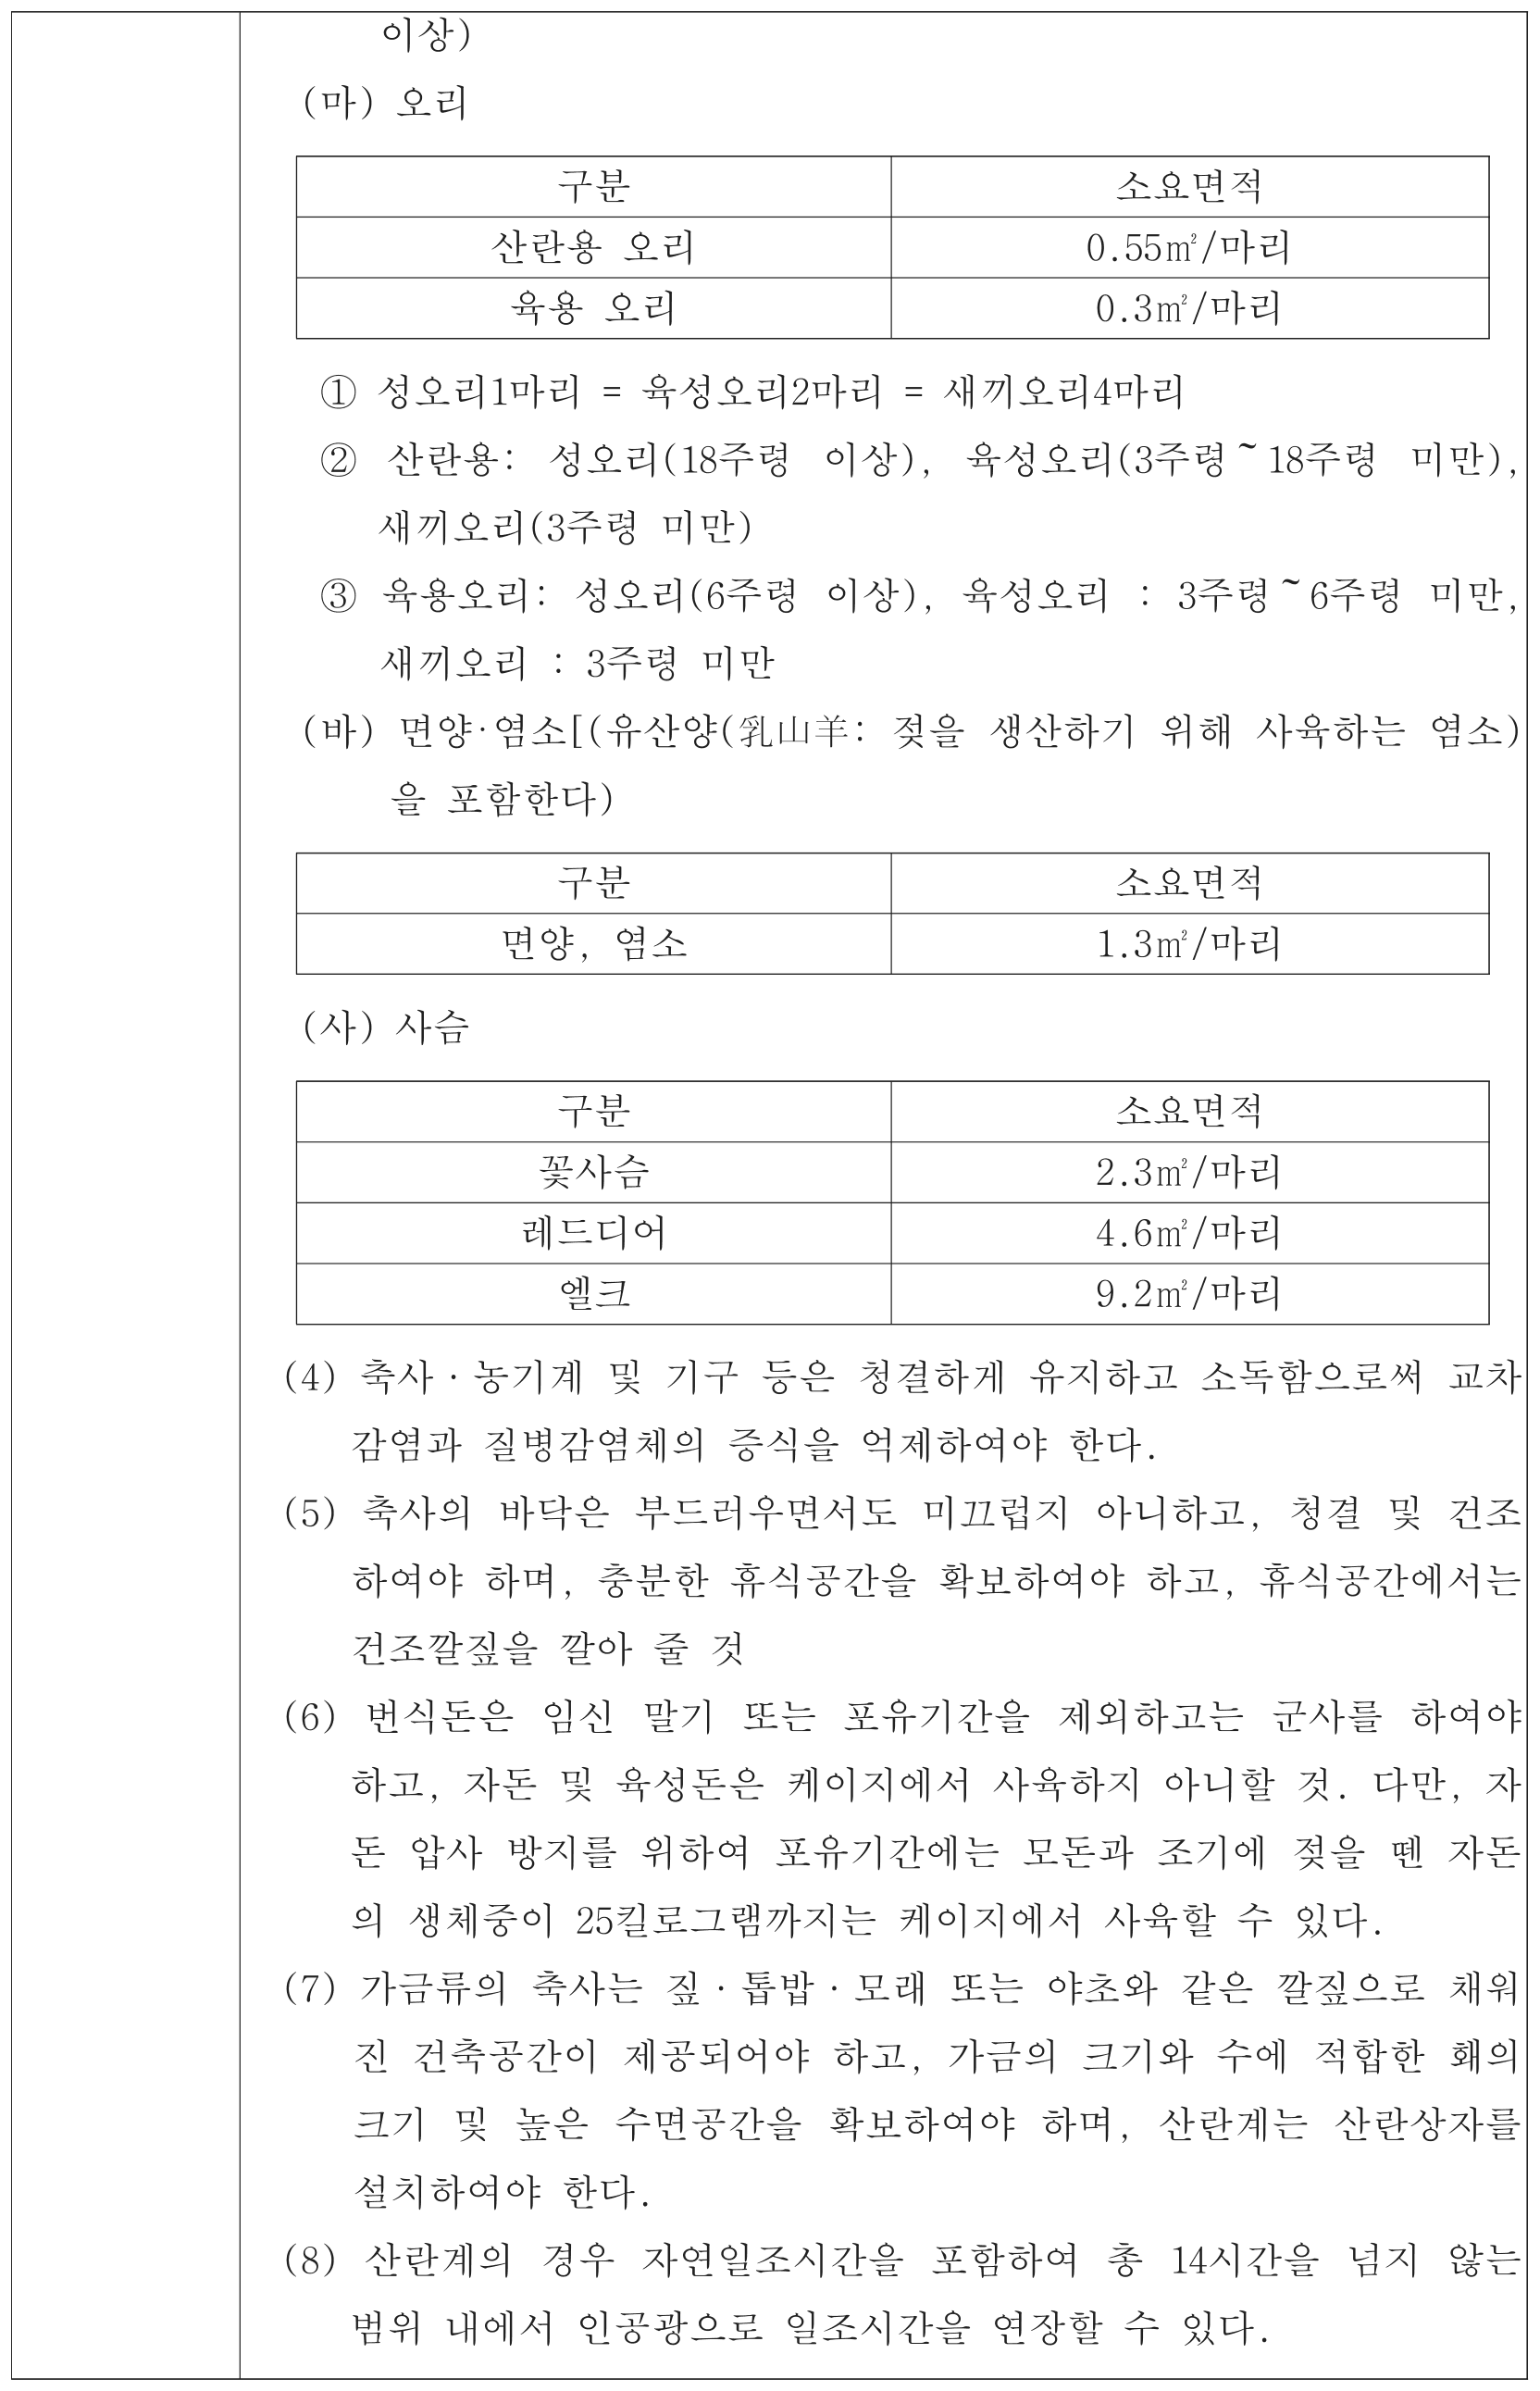 이상)
(마) 오리
구분 소요면적
산란용 오리 0.55㎡/마리
육용 오리 0.3㎡/마리
① 성오리1마리 = 육성오리2마리 = 새끼오리4마리
② 산란용: 성오리(18주령 이상), 육성오리(3주령~18주령 미만),
새끼오리(3주령 미만)
③ 육용오리: 성오리(6주령 이상), 육성오리 : 3주령~6주령 미만,
새끼오리 : 3주령 미만
(바) 면양·염소[(유산양(乳山羊: 젖을 생산하기 위해 사육하는 염소)
을 포함한다)
구분 소요면적
면양, 염소 1.3㎡/마리
(사) 사슴
구분 소요면적
꽃사슴 2.3㎡/마리
레드디어 4.6㎡/마리
엘크 9.2㎡/마리
(4) 축사·농기계 및 기구 등은 청결하게 유지하고 소독함으로써 교차
감염과 질병감염체의 증식을 억제하여야 한다.
(5) 축사의 바닥은 부드러우면서도 미끄럽지 아니하고, 청결 및 건조
하여야 하며, 충분한 휴식공간을 확보하여야 하고, 휴식공간에서는
건조깔짚을 깔아 줄 것
(6) 번식돈은 임신 말기 또는 포유기간을 제외하고는 군사를 하여야
하고, 자돈 및 육성돈은 케이지에서 사육하지 아니할 것. 다만, 자
돈 압사 방지를 위하여 포유기간에는 모돈과 조기에 젖을 뗀 자돈
의 생체중이 25킬로그램까지는 케이지에서 사육할 수 있다.
(7) 가금류의 축사는 짚·톱밥·모래 또는 야초와 같은 깔짚으로 채워
진 건축공간이 제공되어야 하고, 가금의 크기와 수에 적합한 홰의
크기 및 높은 수면공간을 확보하여야 하며, 산란계는 산란상자를
설치하여야 한다.
(8) 산란계의 경우 자연일조시간을 포함하여 총 14시간을 넘지 않는
범위 내에서 인공광으로 일조시간을 연장할 수 있다.